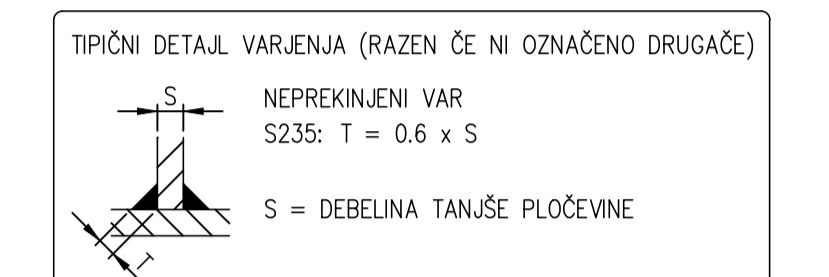 TIPIČNI DETAJL VARJENJA (RAZEN ČE NI OZNAČENO DRUGAČE)
S
NEPREKINJENI VAR
S235: T = 0.6 x S
S = DEBELINA TANJŠE PLOČEVINE
T